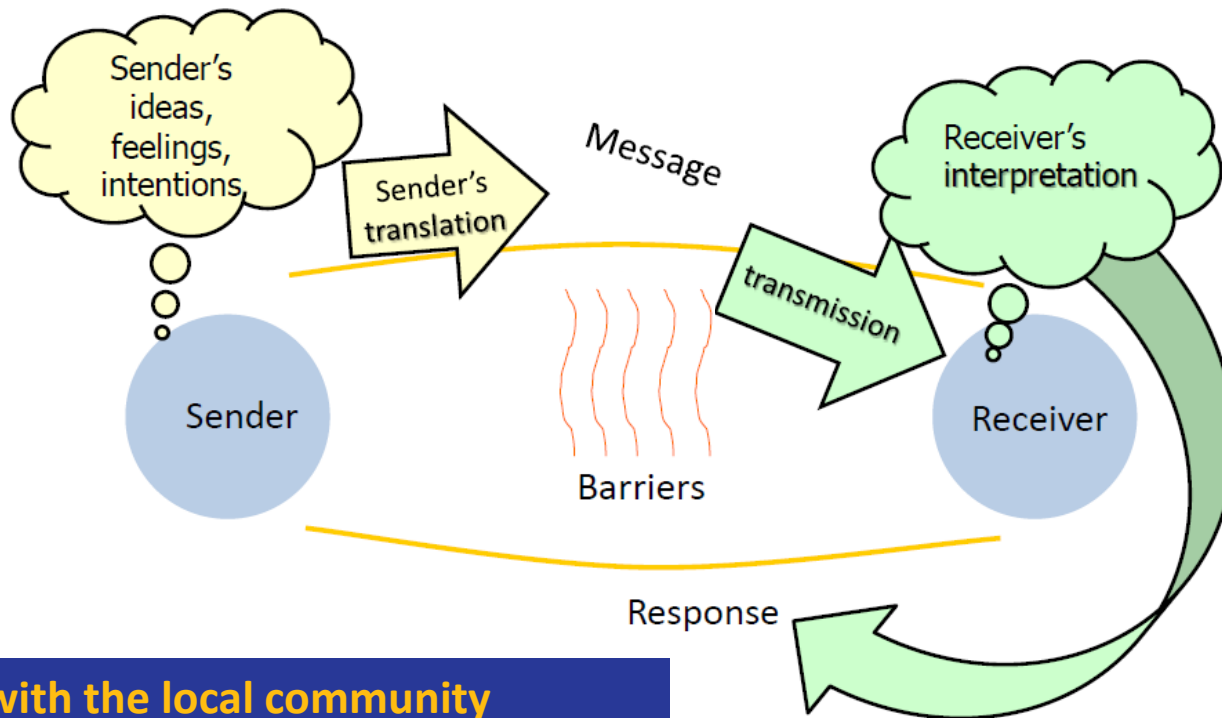 Sender's
ideas,
feelings,
intentions
Sender's
translation
Message
transmission
Receiver's
interpretation
Sender
Barriers
Receiver
Response
with the local community